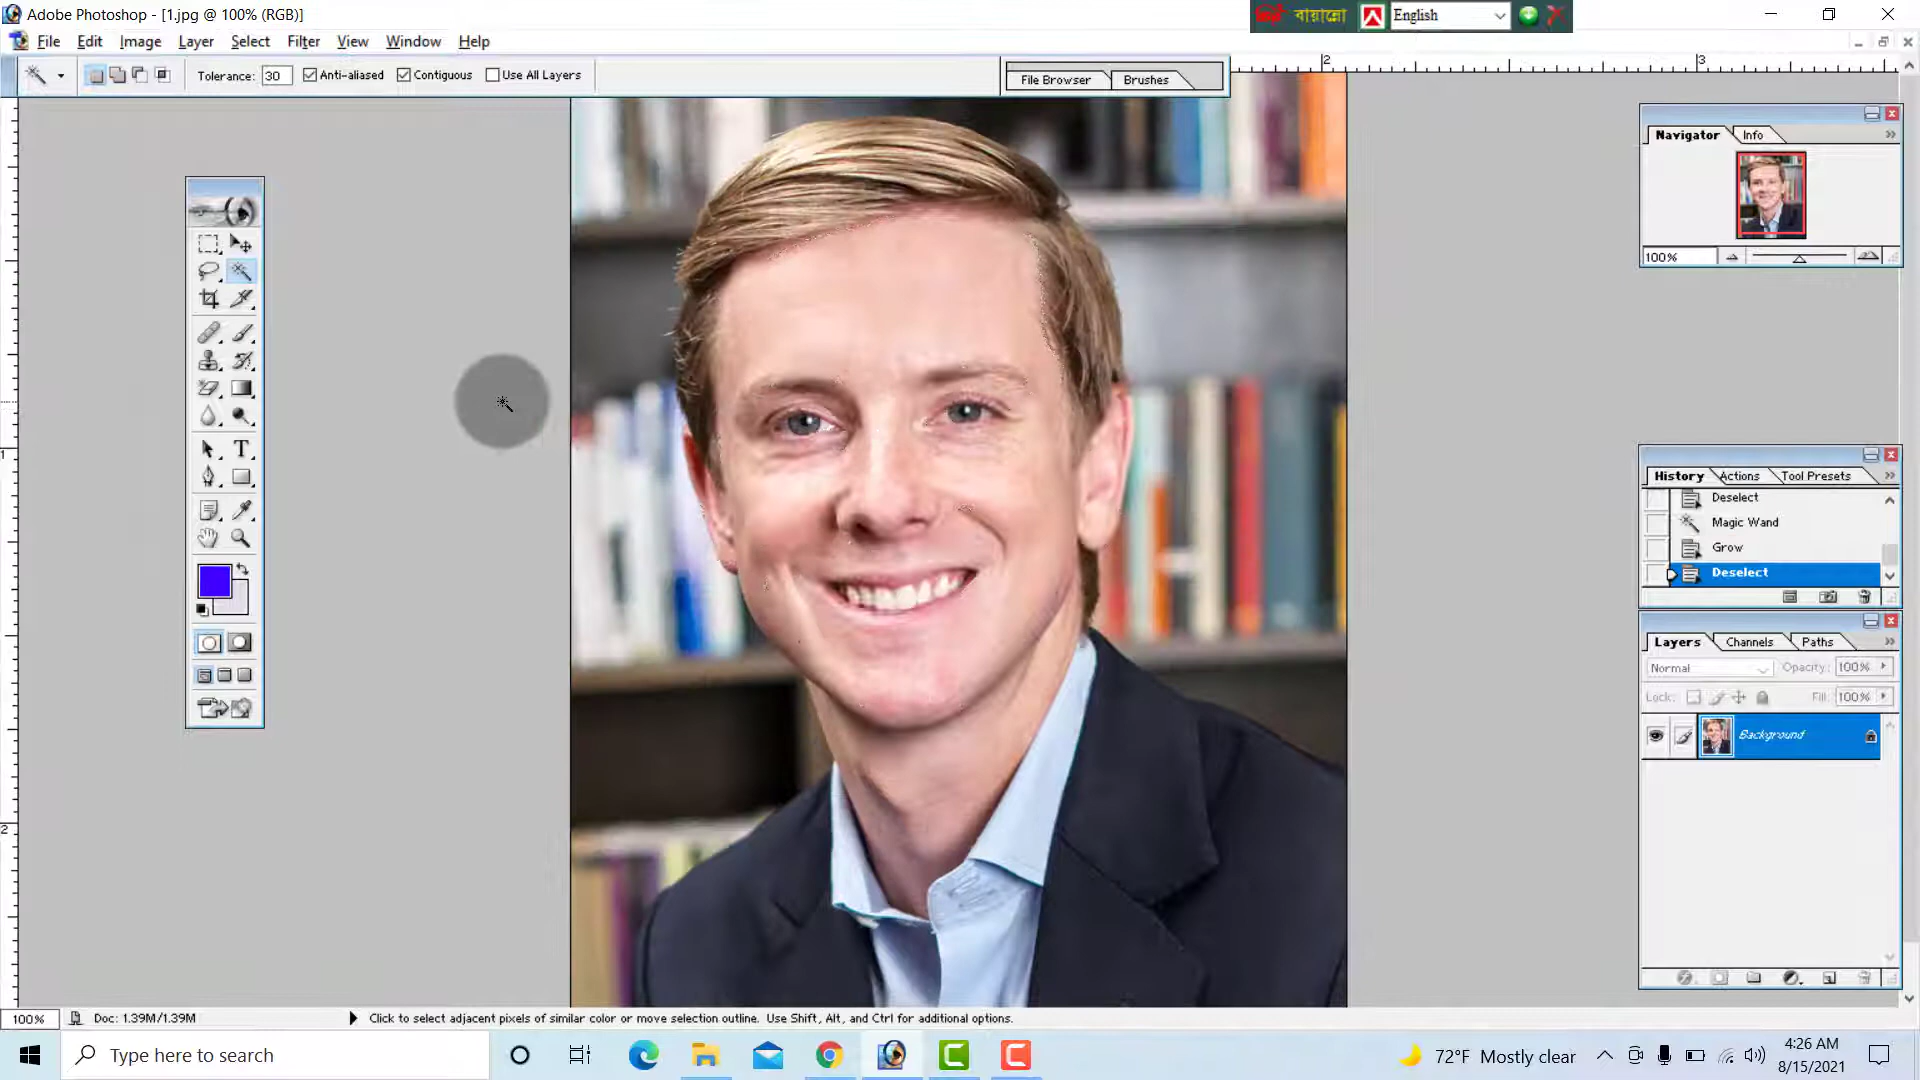 Adobe Photoshop - [1.jpg @ 100% (RGB)]
বায়ান্নো
English
File Edit Image Layer Select Filter View Window Help
Tolerance: 30 Anti-aliased Contiguous Use All Layers
File Browser Brushes
2 3
Navigator Info
100%
History Actions Tool Presets
Deselect
Magic Wand
Grow
Deselect
Layers Channels Paths
Normal Opacity: 100%
Lock: Fill: 100%
Background
T
1
2
100% Doc: 1.39M/1.39M Click to select adjacent pixels of similar color or move selection outline. Use Shift, Alt, and Ctrl for additional options.
Type here to search
72°F Mostly clear
4:26 AM
8/15/2021